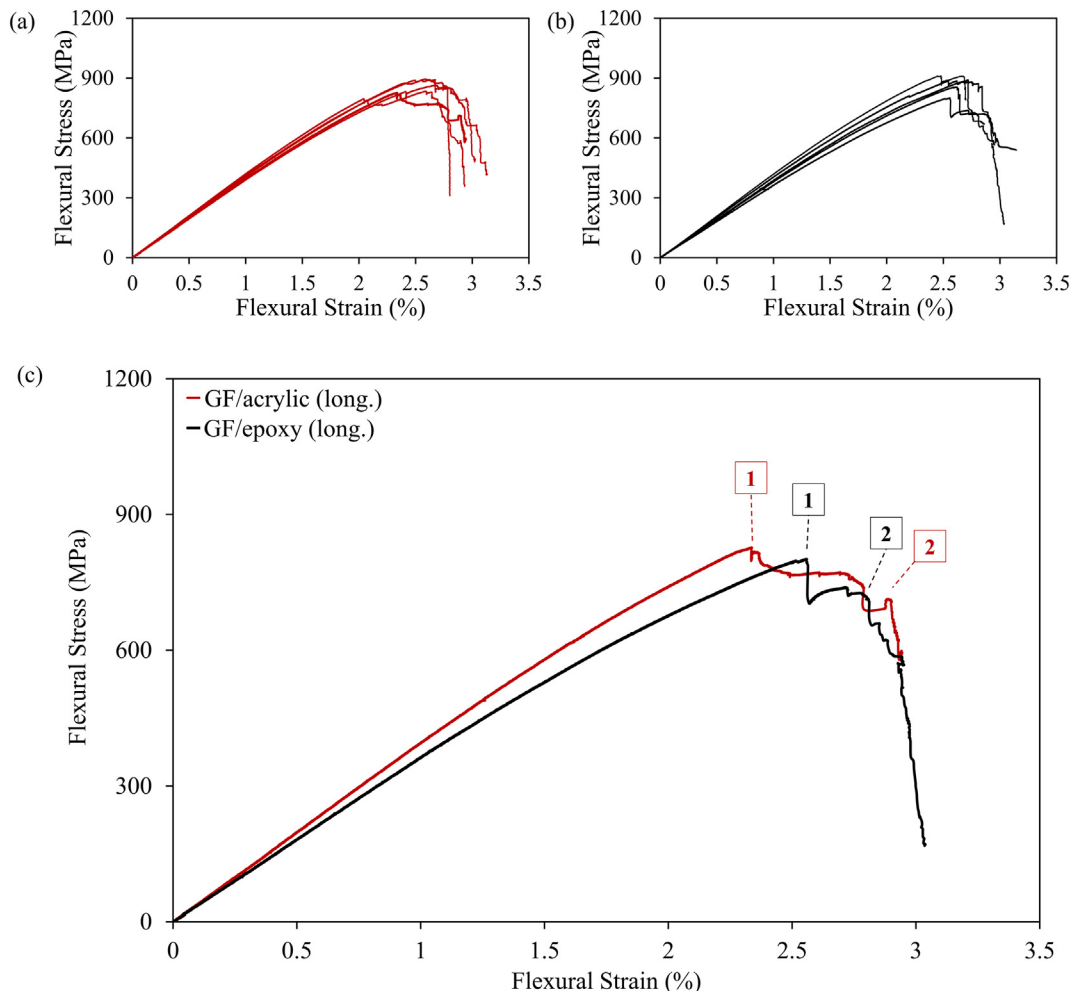 (a)
1200
900
600
300
0
Flexural Stress (MPa)
0 0.5 1 1.5 2 2.5 3 3.5
Flexural Strain (%)
(b)
1200
900
600
300
0
Flexural Stress (MPa)
0 0.5 1 1.5 2 2.5 3 3.5
Flexural Strain (%)
(c)
1200
900
600
300
0
Flexural Stress (MPa)
GF/acrylic (long.)
GF/epoxy (long.)
1
1
2
2
0 0.5 1 1.5 2 2.5 3 3.5
Flexural Strain (%)